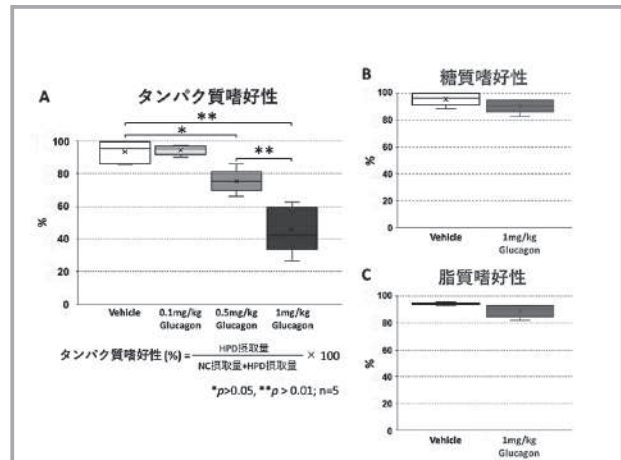 A
タンパク質嗜好性
**
*
**
100
80
60
40
20
0
%
Vehicle
0.1mg/kg
Glucagon
0.5mg/kg
Glucagon
1mg/kg
Glucagon
タンパク質嗜好性(%)=
HPD摂取量
NC摂取量+HPD摂取量
× 100
*p>0.05, **p > 0.01; n=5
B
糖質嗜好性
100
80
60
40
20
0
%
Vehicle
1mg/kg
Glucagon
C
脂質嗜好性
100
80
60
40
20
0
%
Vehicle
1mg/kg
Glucagon